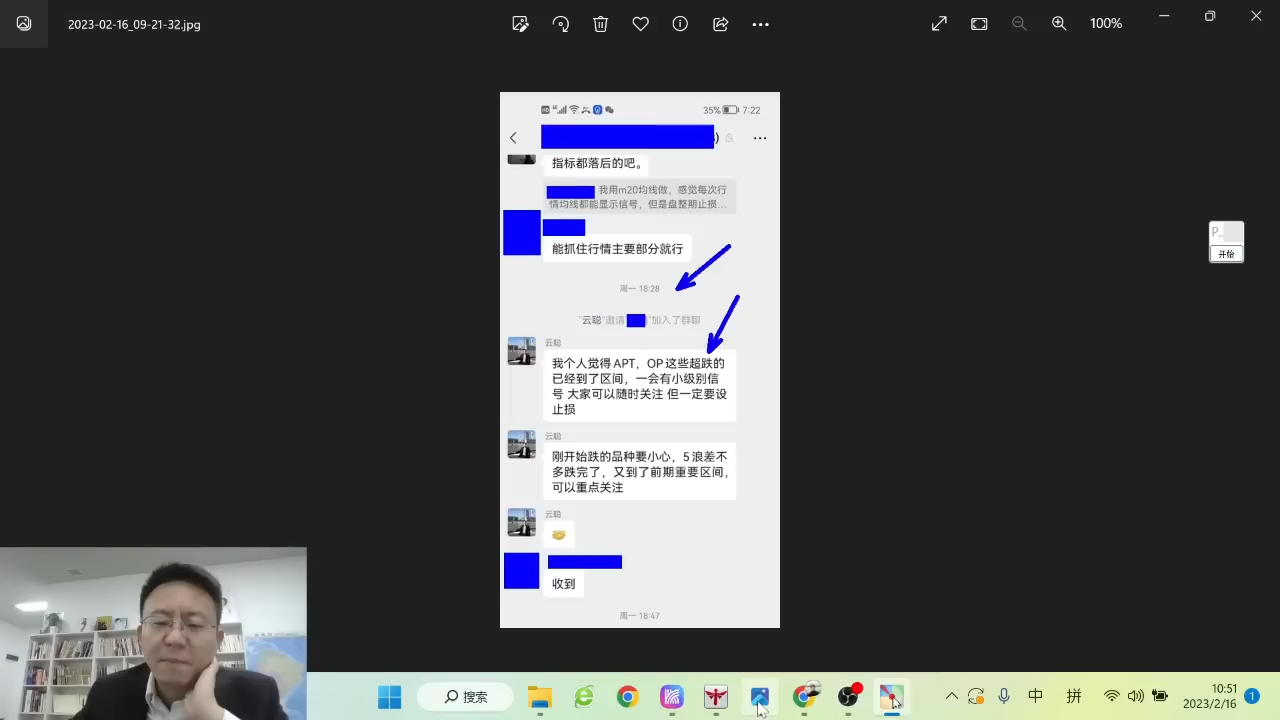 2023-02-16_09-21-32.jpg
100%
35%
7:22
指标都落后的吧。
我用m20均线做，感觉每次行
情均线都能显示信号，但是盘整期止损...
能抓住行情主要部分就行
周一 18:28
"云聪"邀请"加入了群聊
云聪
我个人觉得 APT，OP 这些超跌的
已经到了区间，一会有小级别信
号 大家可以随时关注 但一定要设
止损
云聪
刚开始跌的品种要小心，5 浪差不
多跌完了，又到了前期重要区间，
可以重点关注
云聪
收到
周一 18:47
P.
开始
搜索
中
拼
10:51
2023/2/16
1